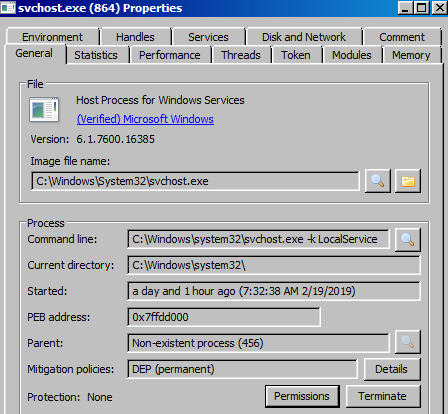 svchost.exe (864) Properties
Environment Handles Services Disk and Network Comment
General Statistics Performance Threads Token Modules Memory
File
Host Process for Windows Services
(Verified) Microsoft Windows
Version: 6.1.7600.16385
Image file name:
C:\Windows\System32\svchost.exe
Process
Command line: C:\Windows\system32\svchost.exe -k LocalService
Current directory: C:\Windows\system32\
Started: a day and 1 hour ago (7:32:38 AM 2/19/2019)
PEB address: 0x7ffdd000
Parent: Non-existent process (456)
Mitigation policies: DEP (permanent) Details
Protection: None Permissions Terminate